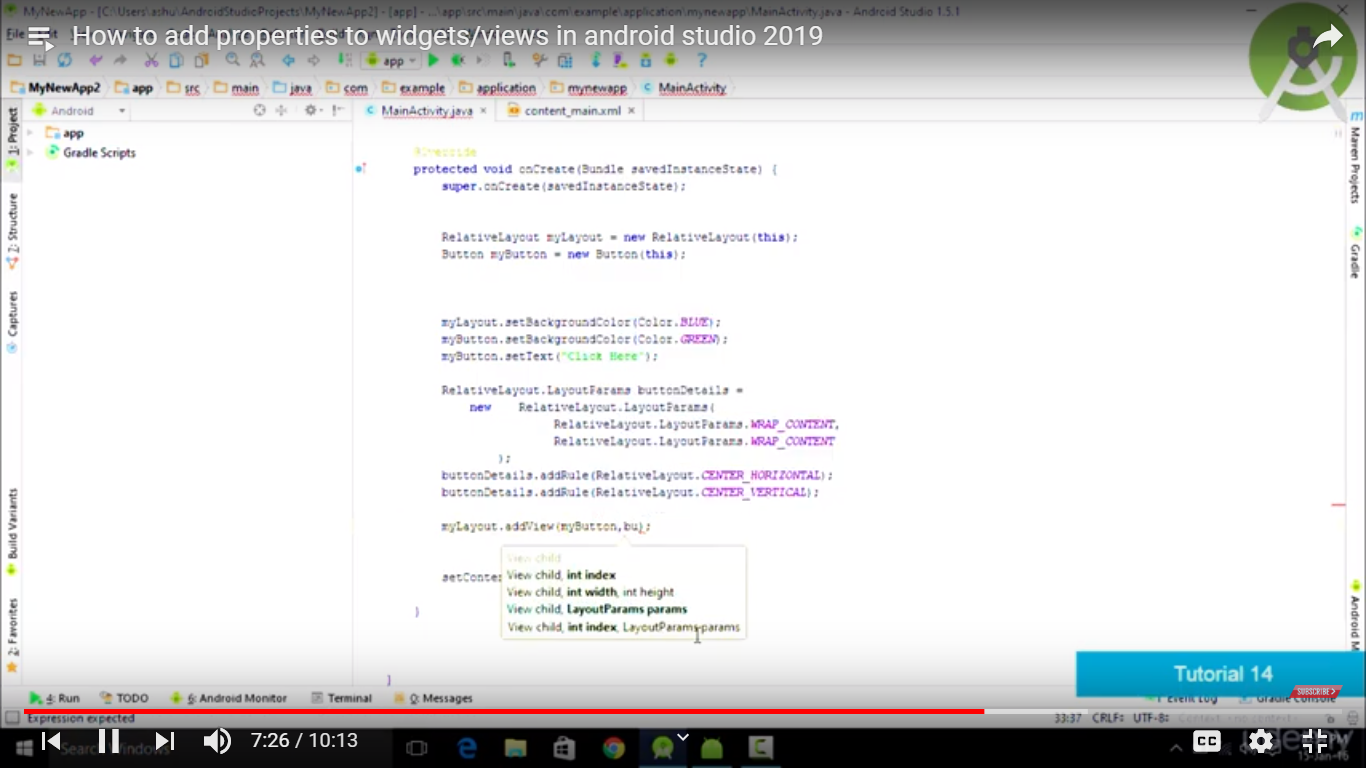 MyNewApp2 - [C:\Users\ashu\AndroidStudioProjects\MyNewApp2] - [app] - ...\app\src\main\java\com\example\application\mynewapp\MainActivity.java - Android Studio 1.5.1
How to add properties to widgets/views in android studio 2019
app
MyNewApp2 app src main java com example application mynewapp MainActivity
Android
MainActivity.java × content_main.xml ×
1: Project
Z: Structure
Captures
Build Variants
2: Favorites
app
Gradle Scripts
@Override
protected void onCreate(Bundle savedInstanceState) {
super.onCreate(savedInstanceState);
RelativeLayout myLayout = new RelativeLayout(this);
Button myButton = new Button(this);
myLayout.setBackgroundColor(Color.BLUE);
myButton.setBackgroundColor(Color.GREEN);
myButton.setText("Click Here");
RelativeLayout.LayoutParams buttonDetails =
new RelativeLayout.LayoutParams(
RelativeLayout.LayoutParams.WRAP_CONTENT,
RelativeLayout.LayoutParams.WRAP_CONTENT
);
buttonDetails.addRule(RelativeLayout.CENTER_HORIZONTAL);
buttonDetails.addRule(RelativeLayout.CENTER_VERTICAL);
myLayout.addView(myButton,bu);
setConte
View child
View child, int index
View child, int width, int height
View child, LayoutParams params
View child, int index, LayoutParams params
}
}
m
Maven Projects
Gradle
Android M
Tutorial 14
SUBSCRIBE
4: Run TODO 6: Android Monitor Terminal 0: Messages
Event Log Gradle Console
Expression expected
33:37 CRLF: UTF-8: Context: <no context>
7:26 / 10:13
Search Windows
CC
15-Jan-16